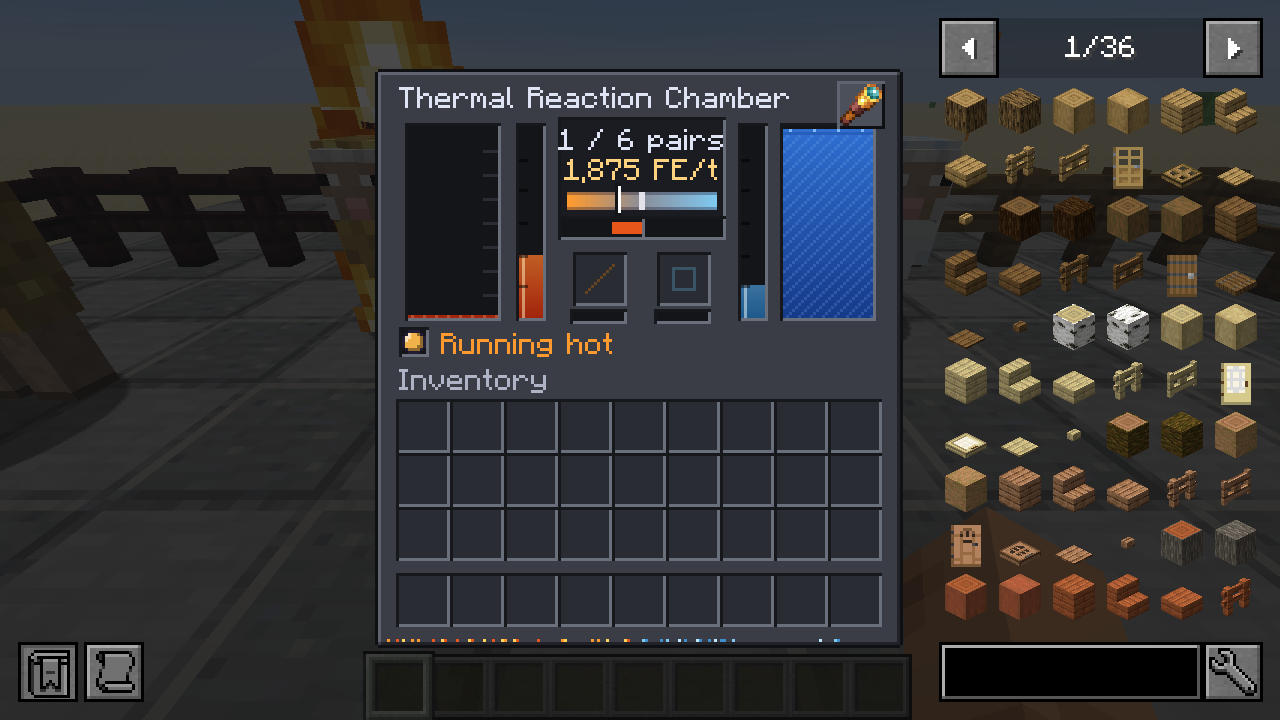 1/36
Thermal Reaction Chamber
1 / 6 pairs
1,875 FE/t
Running hot
Inventory